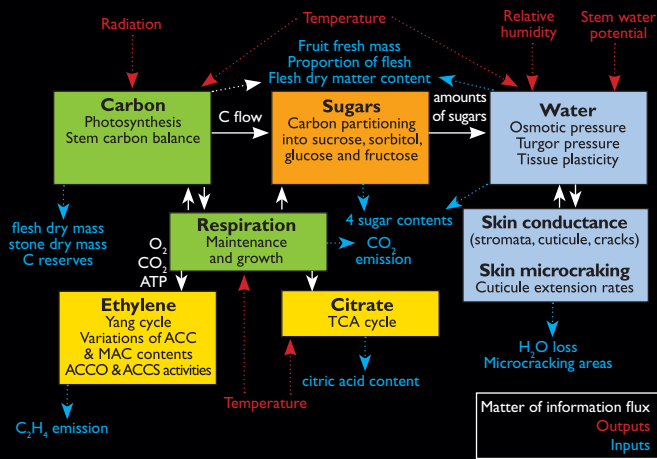 Radiation
Temperature
Relative
humidity
Stem water
potential
Fruit fresh mass
Proportion of flesh
Flesh dry matter content
Carbon
Photosynthesis
Stem carbon balance
C flow
Sugars
Carbon partitioning
into sucrose, sorbitol,
glucose and fructose
amounts
of sugars
Water
Osmotic pressure
Turgor pressure
Tissue plasticity
flesh dry mass
stone dry mass
C reserves
O₂
CO₂
ATP
Respiration
Maintenance
and growth
4 sugar contents
CO₂
emission
Skin conductance
(stromata, cuticule, cracks)
Skin microcraking
Cuticule extension rates
Ethylene
Yang cycle
Variations of ACC
& MAC contents
ACCO & ACCS activities
Citrate
TCA cycle
H₂O loss
Microcracking areas
citric acid content
Temperature
C₂H₄ emission
Matter of information flux
Outputs
Inputs